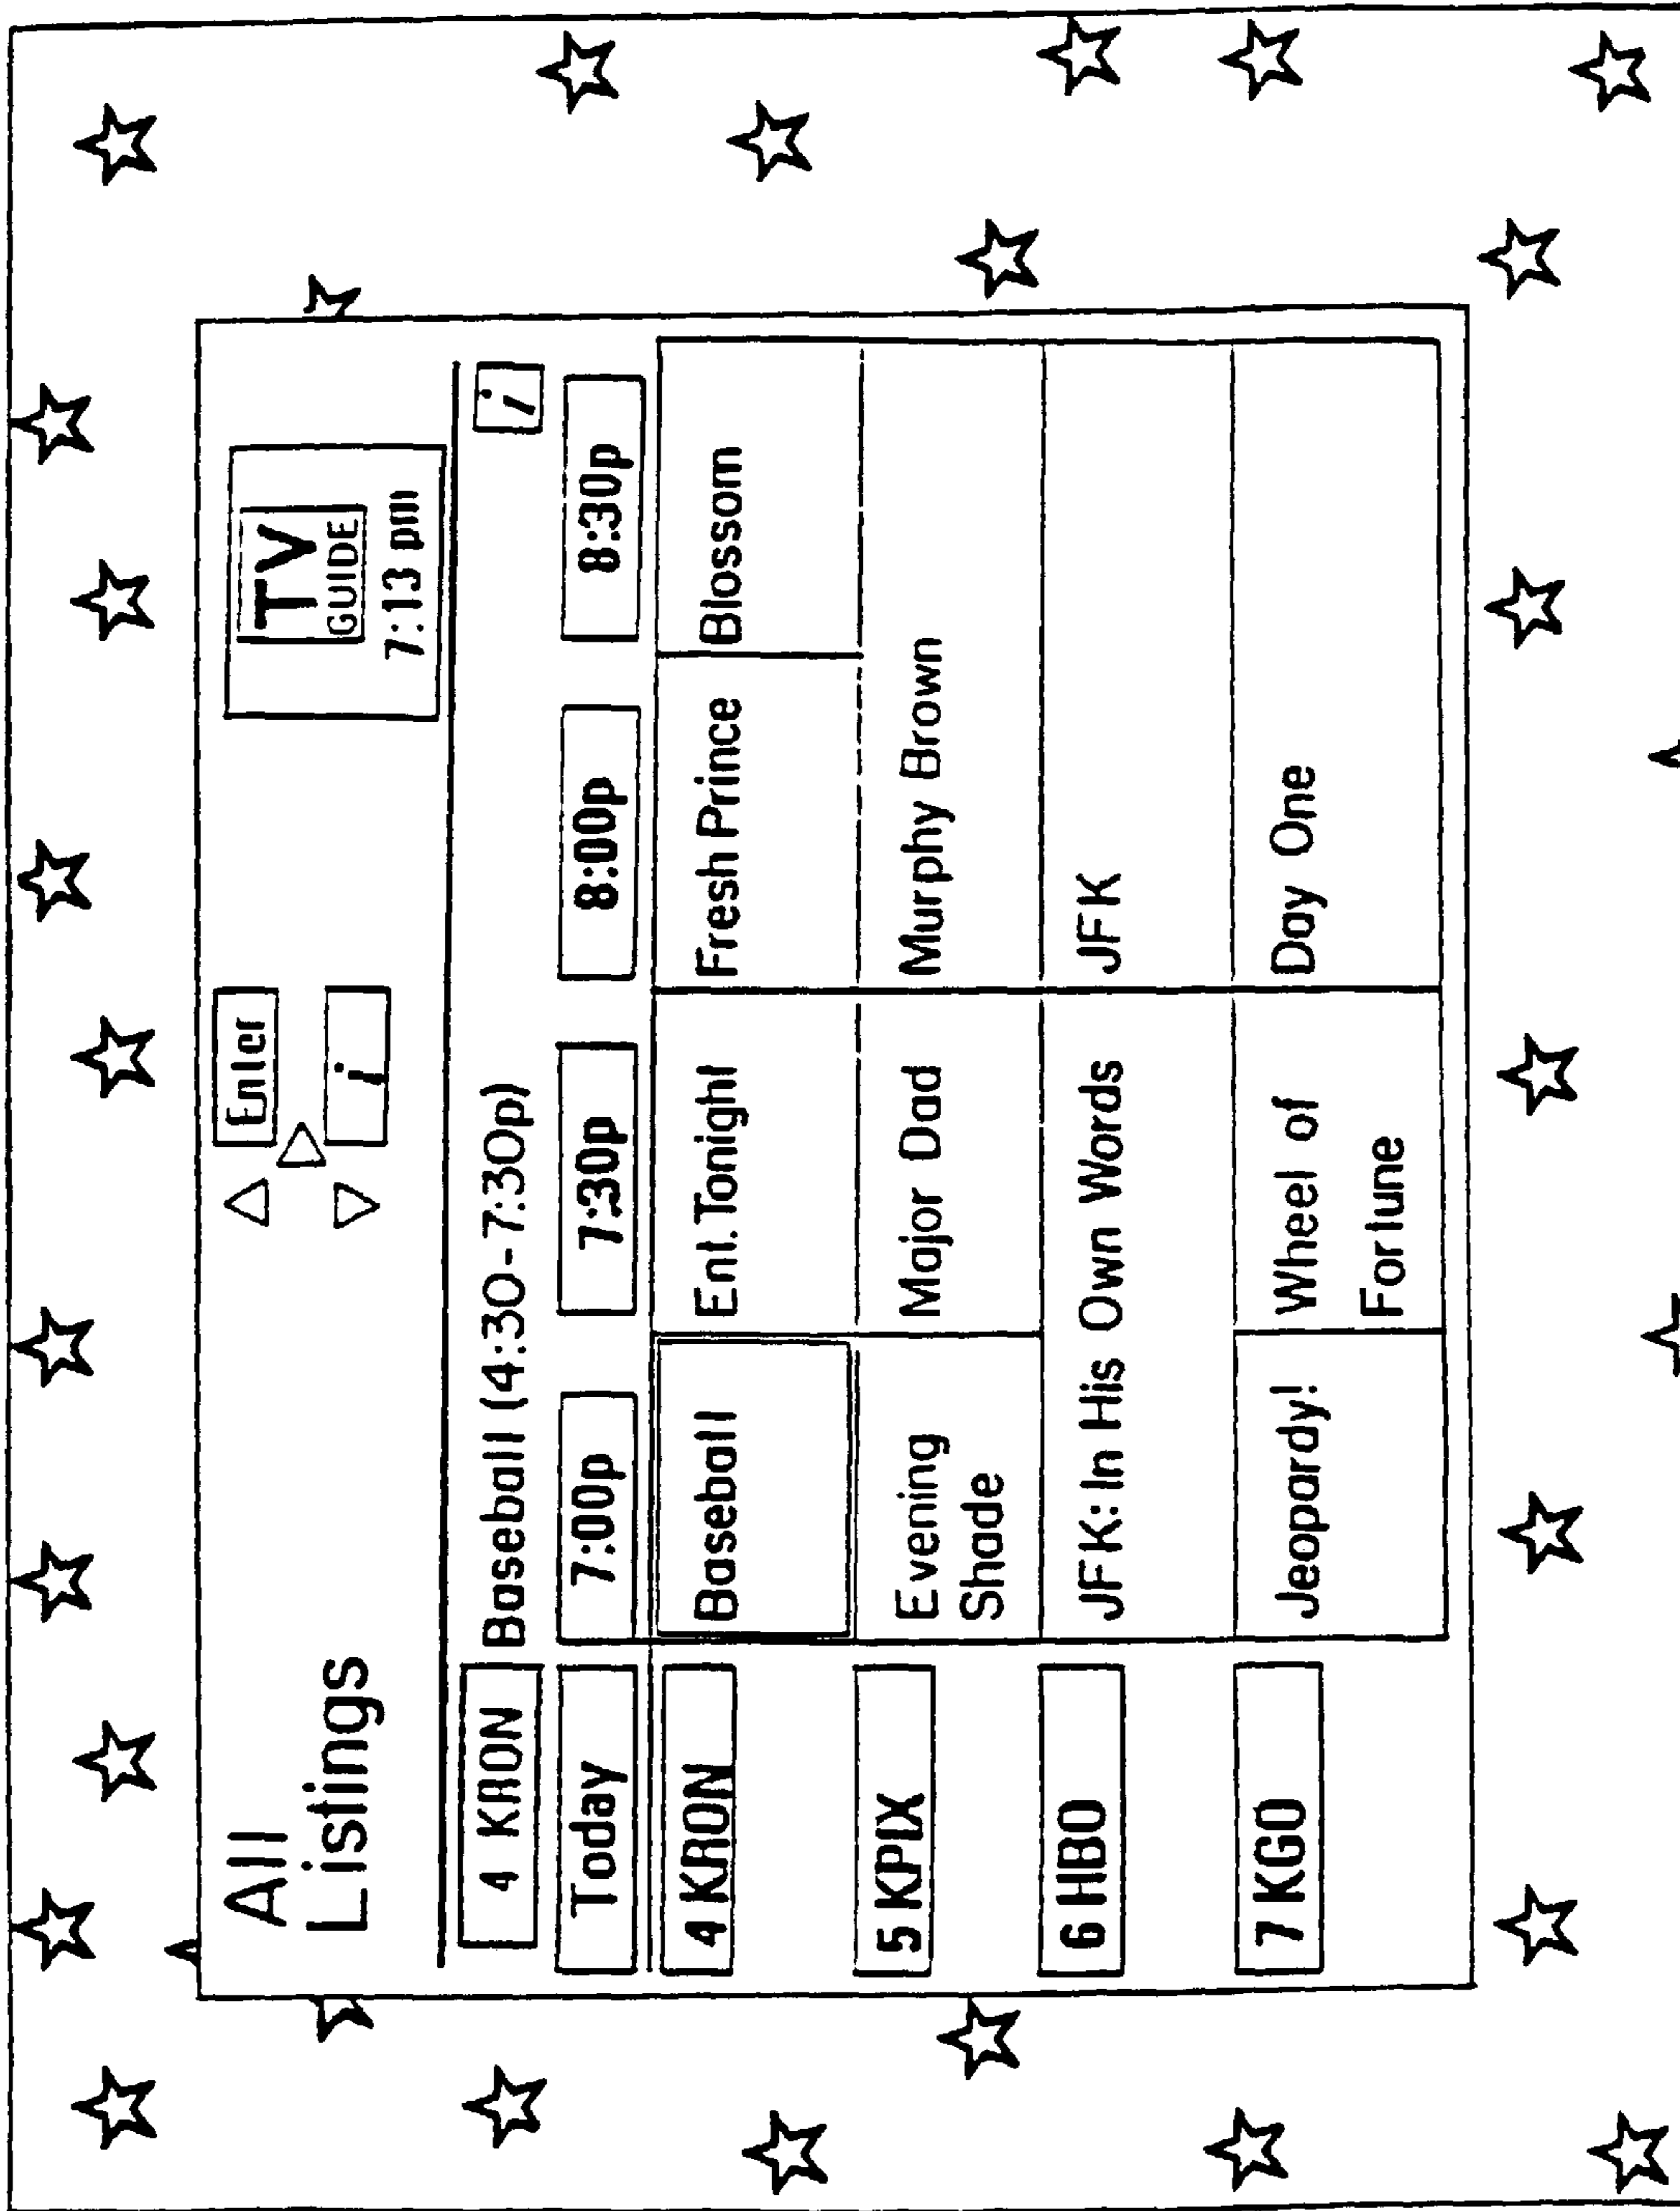 All
Listings
Enter
i
TV
GUIDE
7:13 pm
4 KRON Baseball (4:30-7:30p) i
Today 7:00p 7:30p 8:00p 8:30p
4 KRON Baseball Ent. Tonight Fresh Prince Blossom
5 KPIX Evening Shade Major Dad Murphy Brown
6 HBO JFK: In His Own Words JFK
7 KGO Jeopardy! Wheel of Fortune Day One